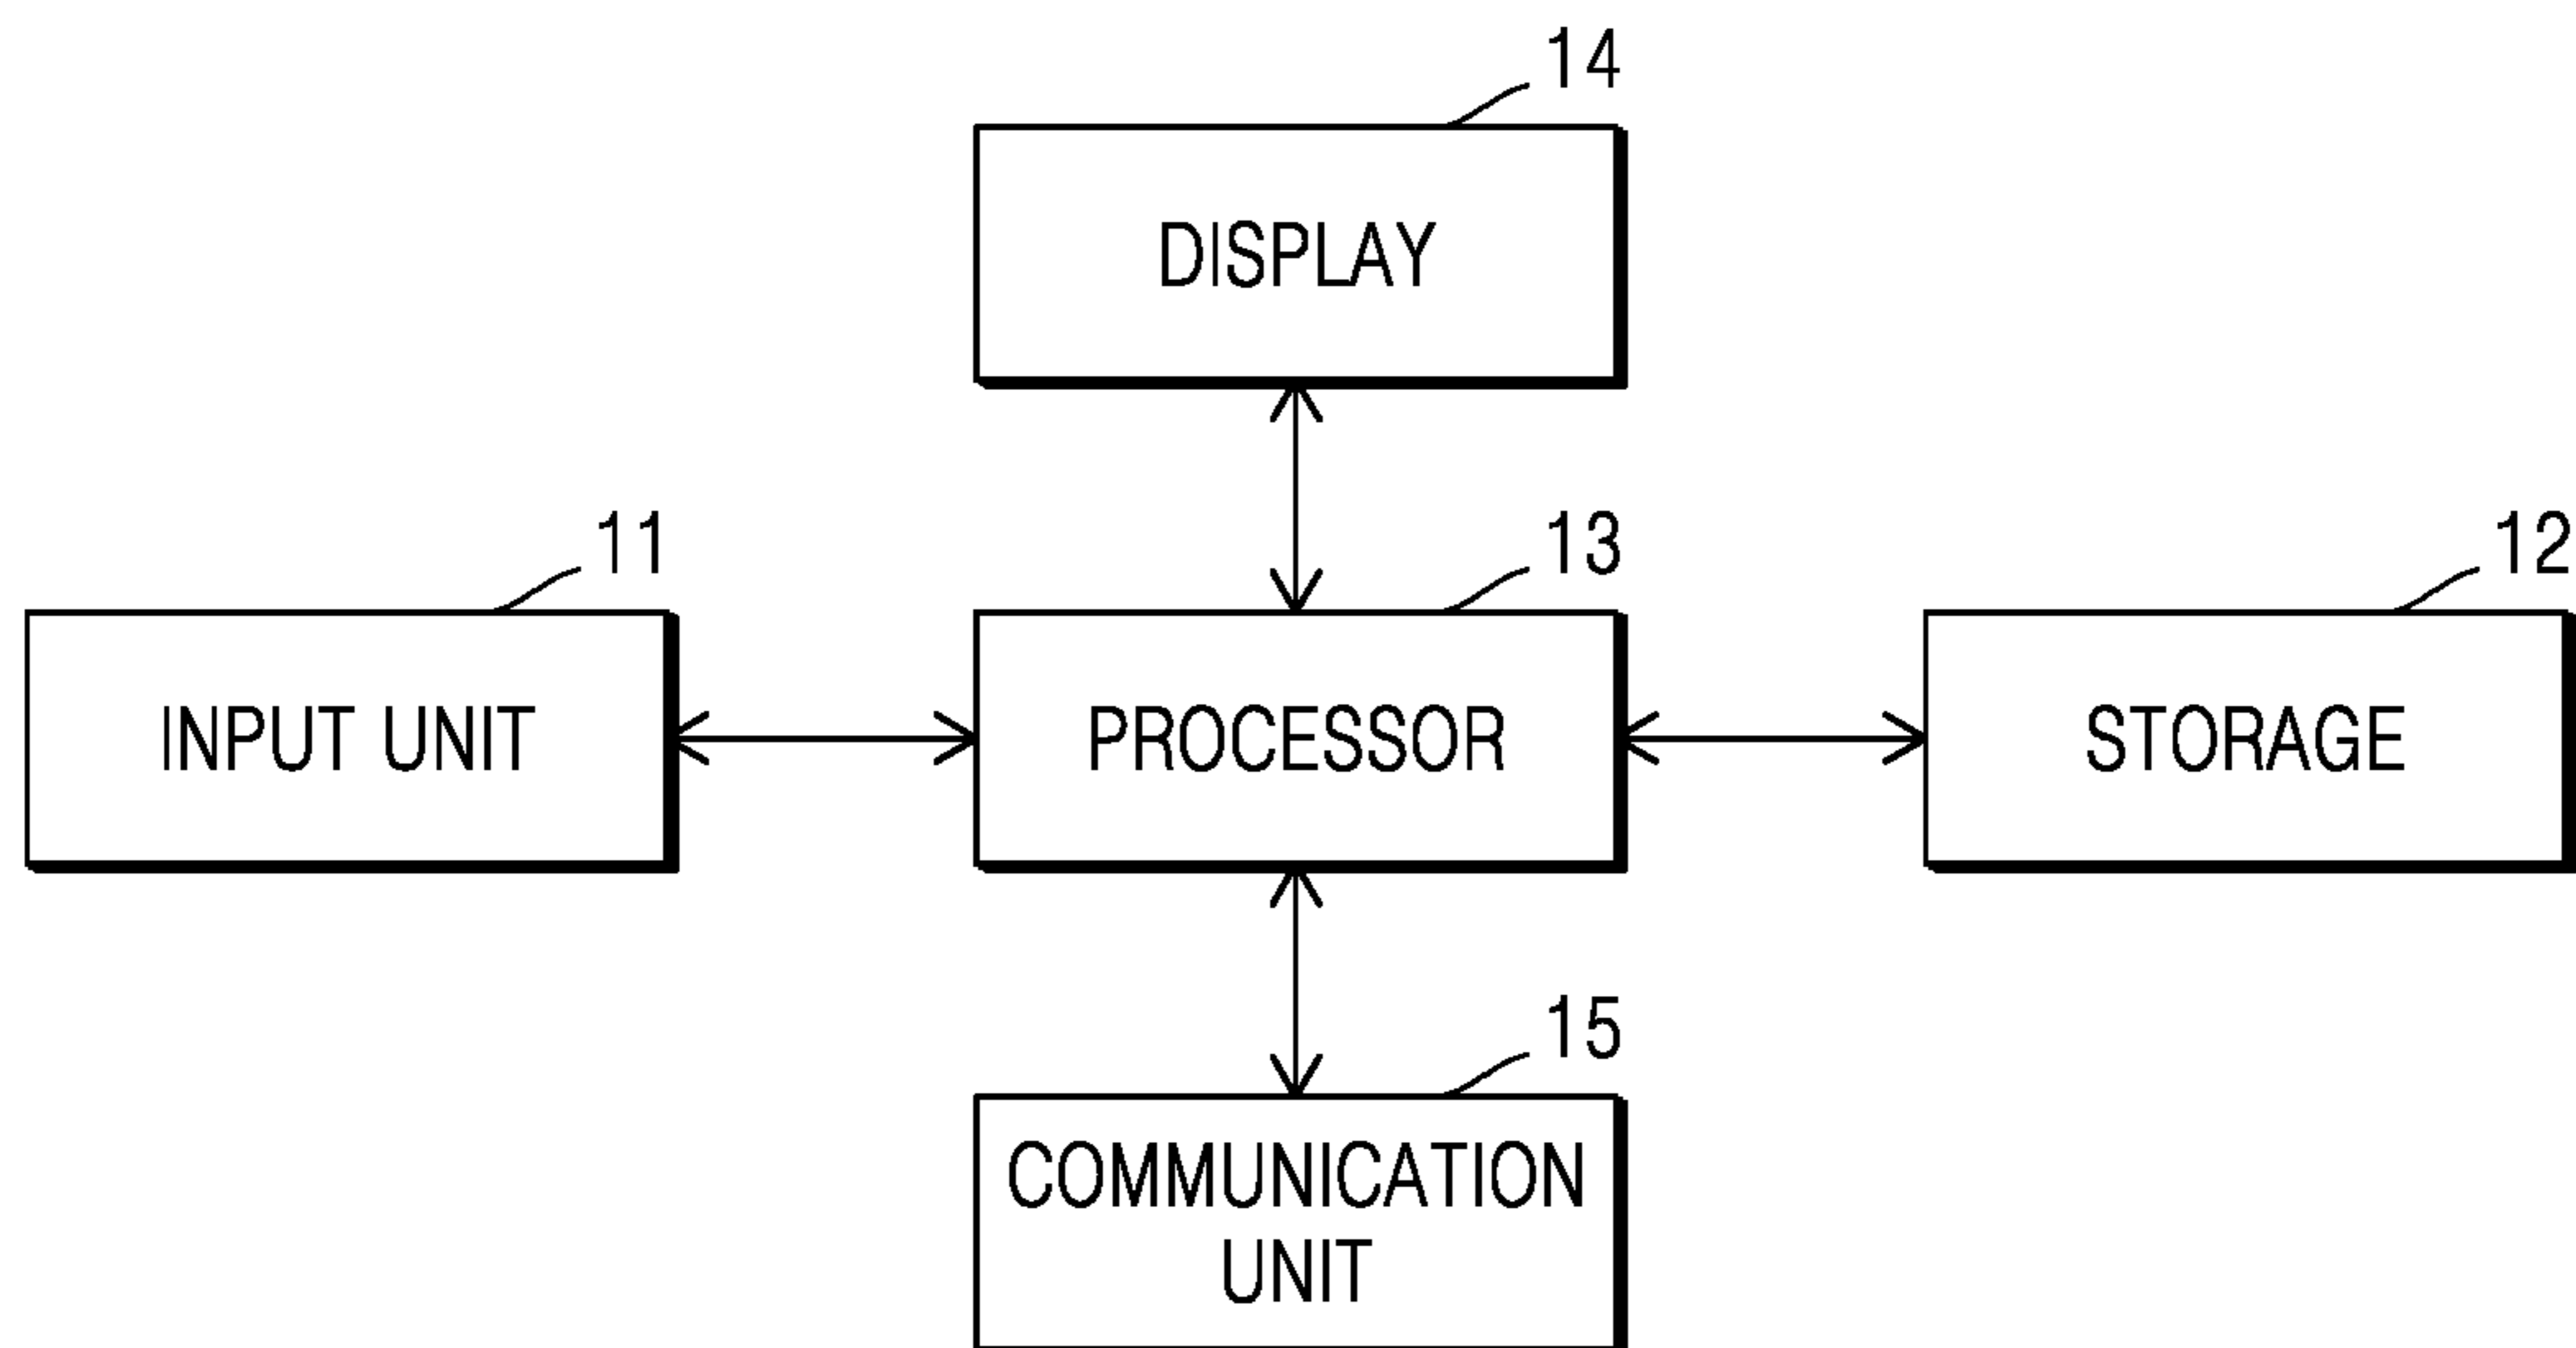 14
DISPLAY
11
13
12
INPUT UNIT
PROCESSOR
STORAGE
15
COMMUNICATION
UNIT